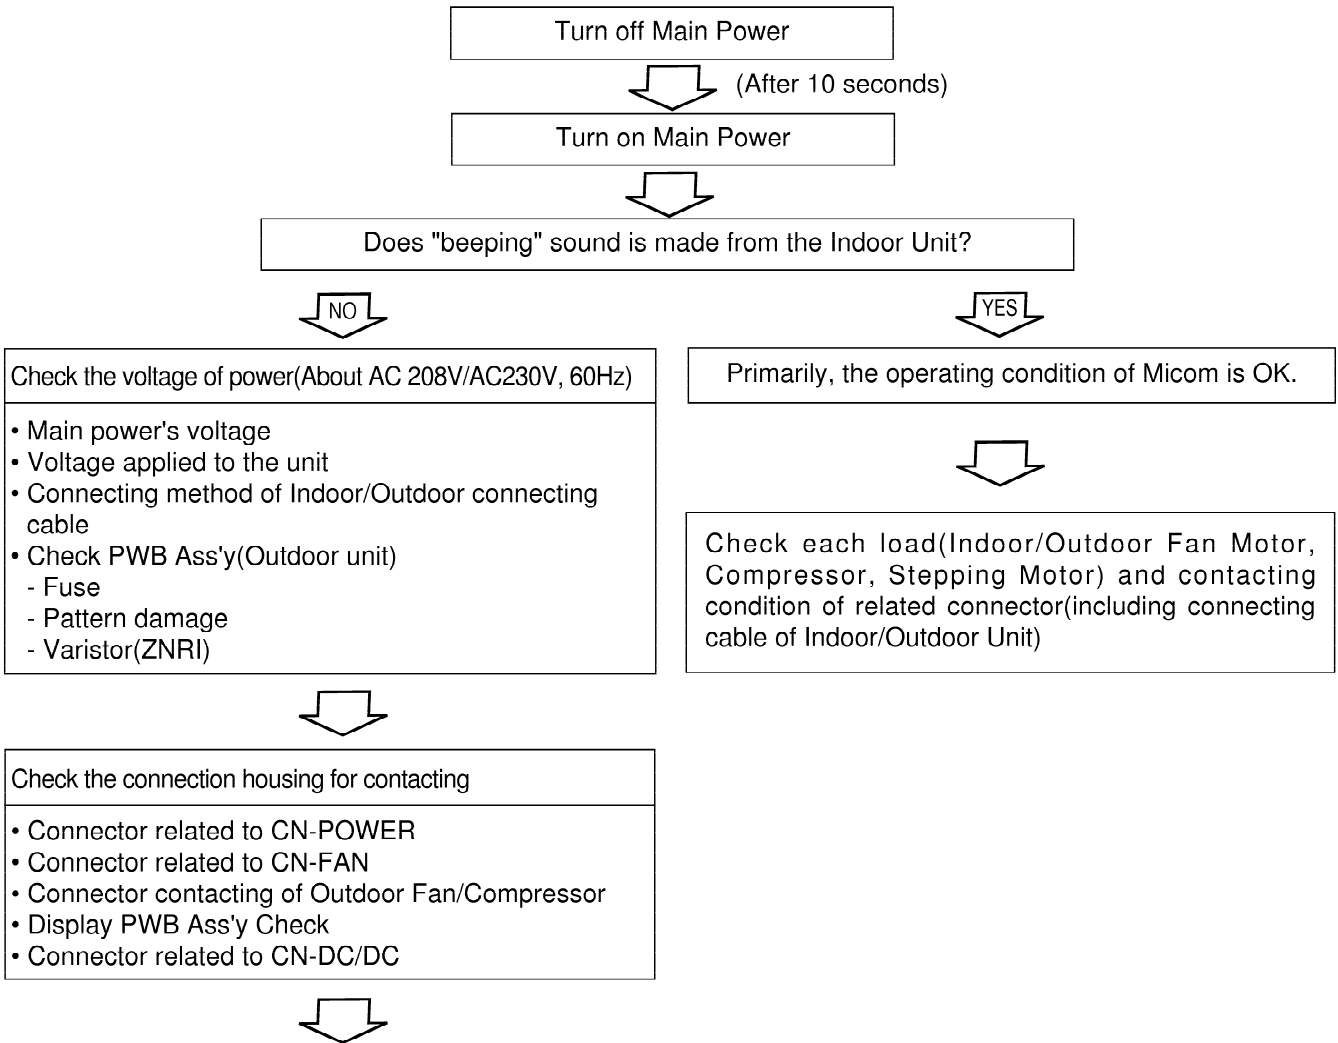 Turn off Main Power
(After 10 seconds)
Turn on Main Power
Does "beeping" sound is made from the Indoor Unit?
NO
YES
Check the voltage of power(About AC 208V/AC230V, 60Hz)
• Main power's voltage
• Voltage applied to the unit
• Connecting method of Indoor/Outdoor connecting
cable
• Check PWB Ass'y(Outdoor unit)
- Fuse
- Pattern damage
- Varistor(ZNRI)
Primarily, the operating condition of Micom is OK.
Check each load(Indoor/Outdoor Fan Motor,
Compressor, Stepping Motor) and contacting
condition of related connector(including connecting
cable of Indoor/Outdoor Unit)
Check the connection housing for contacting
• Connector related to CN-POWER
• Connector related to CN-FAN
• Connector contacting of Outdoor Fan/Compressor
• Display PWB Ass'y Check
• Connector related to CN-DC/DC